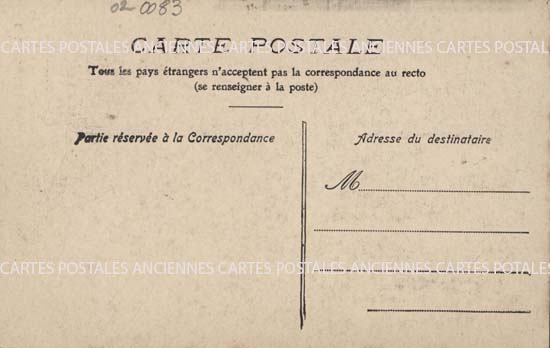 02 0083
CARTES POSTALES ANCIENNES CARTES POSTALES ANCIENNES CARTES POSTALES
CARTE POSTALE
Tous les pays étrangers n'acceptent pas la correspondance au recto
(se renseigner à la poste)
Partie réservée à la Correspondance
Adresse du destinataire
M
CARTES POSTALES ANCIENNES CARTES POSTALES ANCIENNES CARTES POSTALES